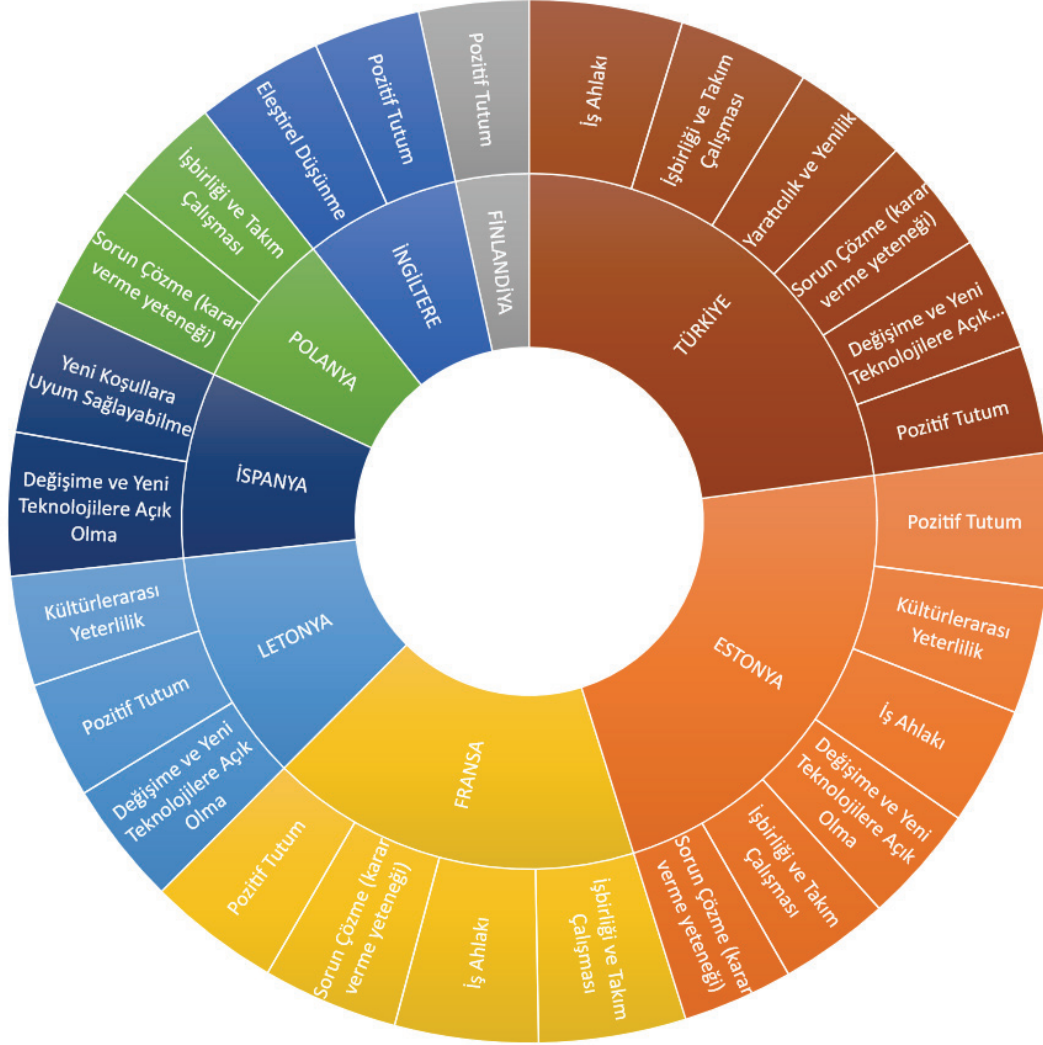 TÜRKİYE
İş Ahlakı
İşbirliği ve Takım
Çalışması
Yaratıcılık ve Yenilik
Sorun Çözme (karar
verme yeteneği)
Değişime ve Yeni
Teknolojilere Açık...
Pozitif Tutum
ESTONYA
Pozitif Tutum
Kültürlerarası
Yeterlilik
İş Ahlakı
Değişime ve Yeni
Teknolojilere Açık
Olma
İşbirliği ve Takım
Çalışması
Sorun Çözme (karar
verme yeteneği)
FRANSA
İşbirliği ve Takım
Çalışması
İş Ahlakı
Sorun Çözme (karar
verme yeteneği)
Pozitif Tutum
LETONYA
Değişime ve Yeni
Teknolojilere Açık
Olma
Pozitif Tutum
Kültürlerarası
Yeterlilik
İSPANYA
Değişime ve Yeni
Teknolojilere Açık
Olma
Yeni Koşullara
Uyum Sağlayabilme
POLANYA
Sorun Çözme (karar
verme yeteneği)
İşbirliği ve Takım
Çalışması
İNGİLTERE
Eleştirel Düşünme
Pozitif Tutum
FİNLANDİYA
Pozitif Tutum